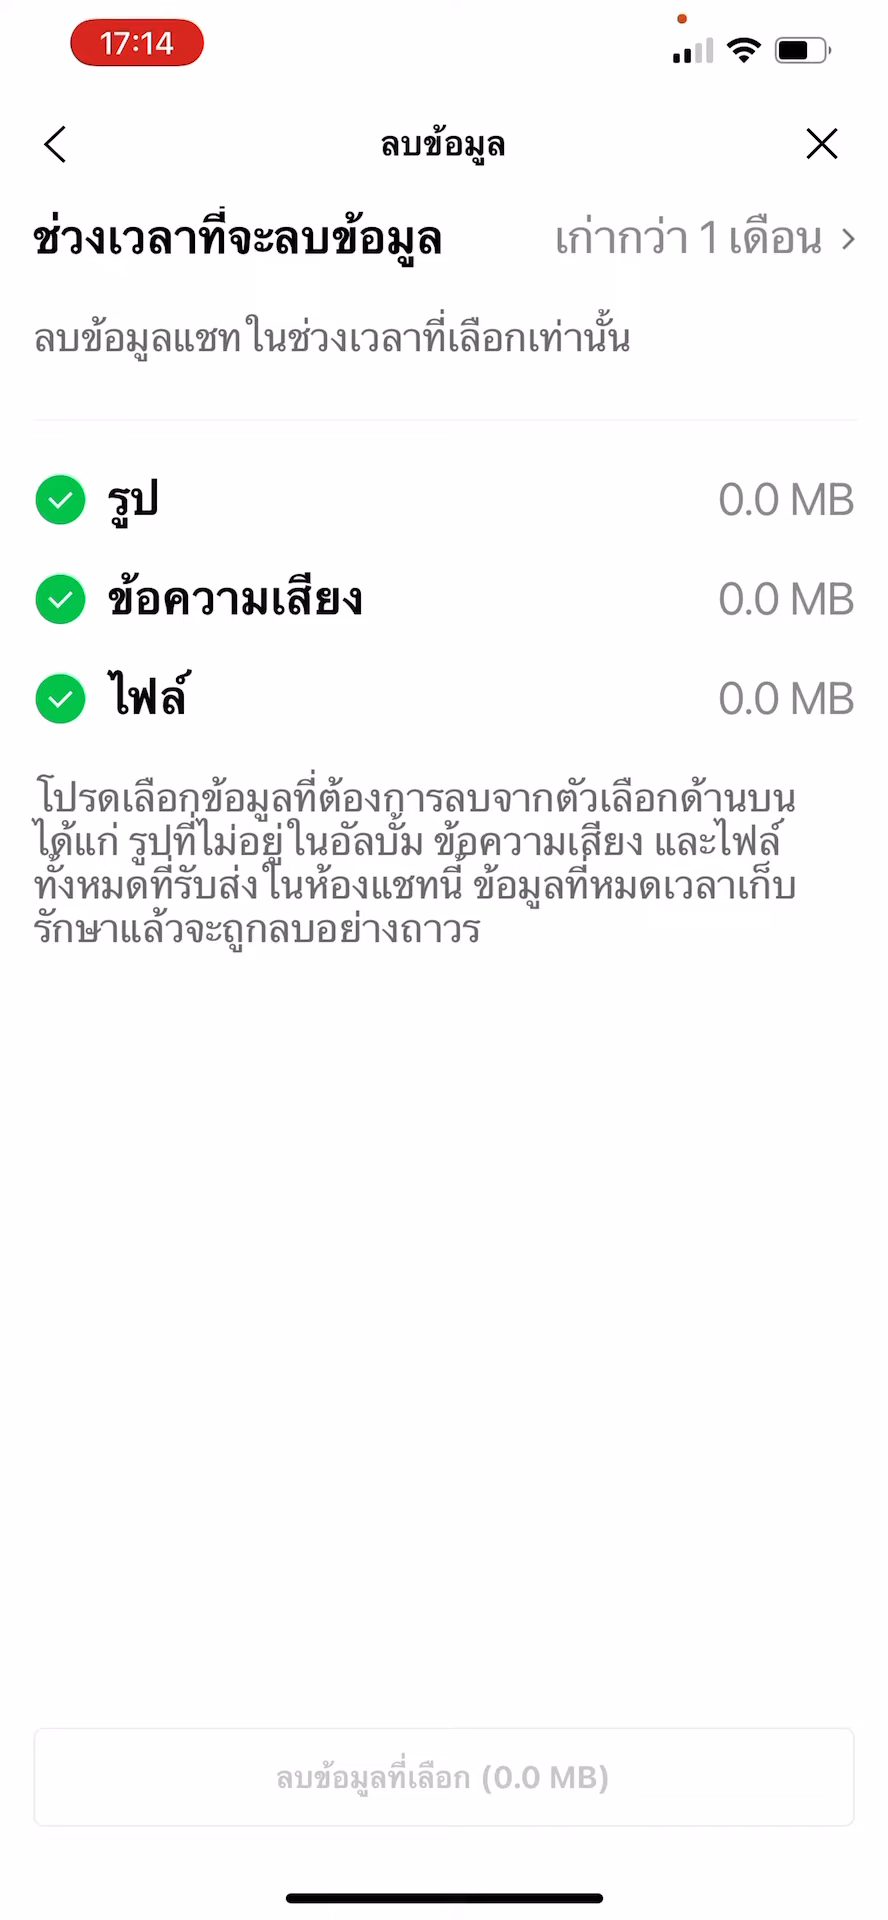 17:14
ลบข้อมูล
ช่วงเวลาที่จะลบข้อมูล เก่ากว่า 1 เดือน
ลบข้อมูลแชทในช่วงเวลาที่เลือกเท่านั้น
รูป 0.0 MB
ข้อความเสียง 0.0 MB
ไฟล์ 0.0 MB
โปรดเลือกข้อมูลที่ต้องการลบจากตัวเลือกด้านบน
ได้แก่ รูปที่ไม่อยู่ในอัลบั้ม ข้อความเสียง และไฟล์
ทั้งหมดที่รับส่งในห้องแชทนี้ ข้อมูลที่หมดเวลาเก็บ
รักษาแล้วจะถูกลบอย่างถาวร
ลบข้อมูลที่เลือก (0.0 MB)